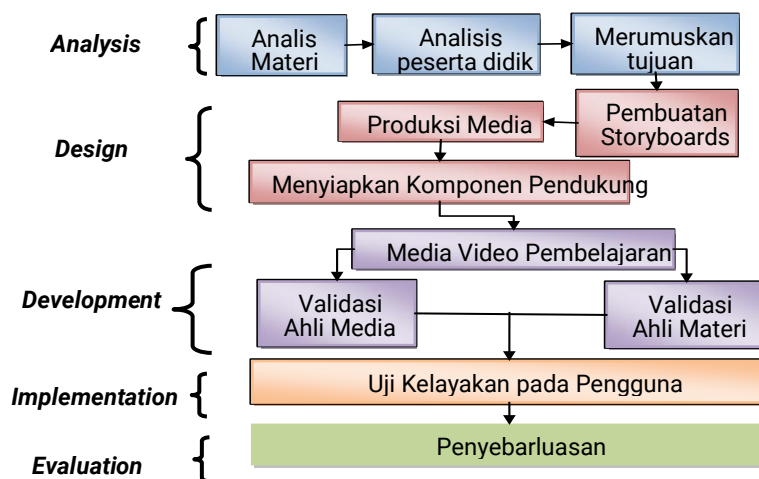 Analysis
Analis
Materi
Analisis
peserta didik
Merumuskan
tujuan
Design
Pembuatan
Storyboards
Produksi Media
Menyiapkan Komponen Pendukung
Media Video Pembelajaran
Development
Validasi
Ahli Media
Validasi
Ahli Materi
Implementation
Uji Kelayakan pada Pengguna
Evaluation
Penyebarluasan